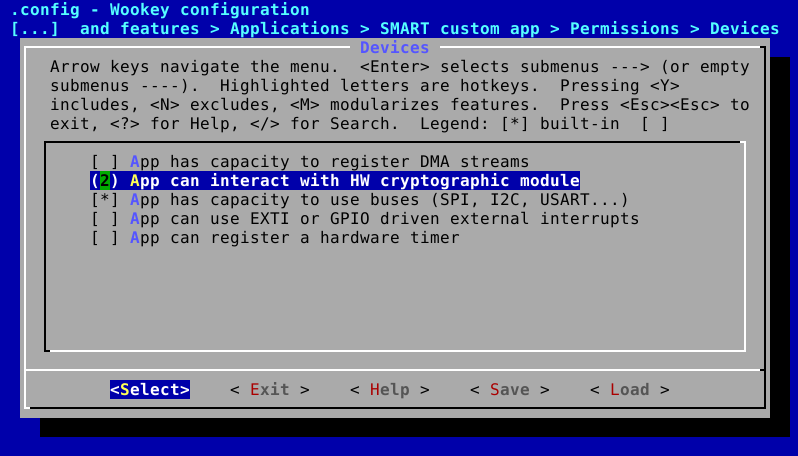 .config - Wookey configuration
[...]  and features > Applications > SMART custom app > Permissions > Devices
Devices
Arrow keys navigate the menu.  <Enter> selects submenus ---> (or empty
submenus ----).  Highlighted letters are hotkeys.  Pressing <Y>
includes, <N> excludes, <M> modularizes features.  Press <Esc><Esc> to
exit, <?> for Help, </> for Search.  Legend: [*] built-in  [ ]
[ ] App has capacity to register DMA streams
(2) App can interact with HW cryptographic module
[*] App has capacity to use buses (SPI, I2C, USART...)
[ ] App can use EXTI or GPIO driven external interrupts
[ ] App can register a hardware timer
<Select>    < Exit >    < Help >    < Save >    < Load >